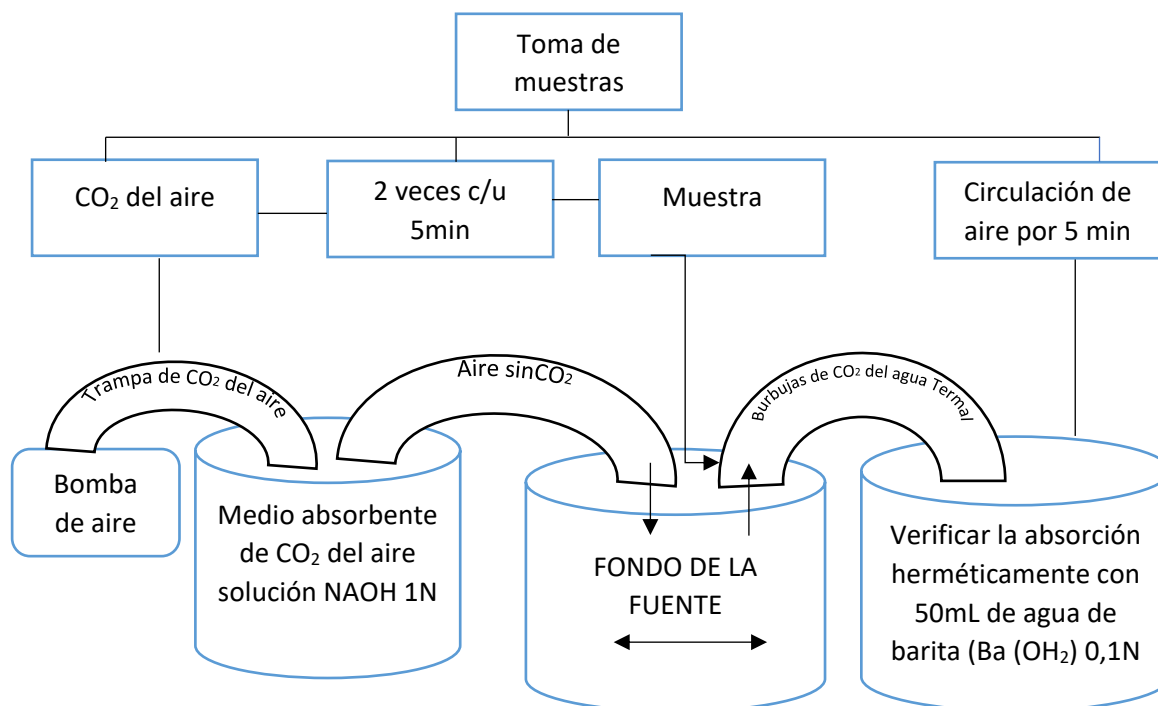 Toma de
muestras
CO₂ del aire
2 veces c/u
5min
Muestra
Circulación de
aire por 5 min
Trampa de CO₂ del aire
Aire sinCO₂
Burbujas de CO₂ del agua Termal
Bomba
de aire
Medio absorbente
de CO₂ del aire
solución NAOH 1N
FONDO DE LA
FUENTE
Verificar la absorción
herméticamente con
50mL de agua de
barita (Ba (OH₂) 0,1N